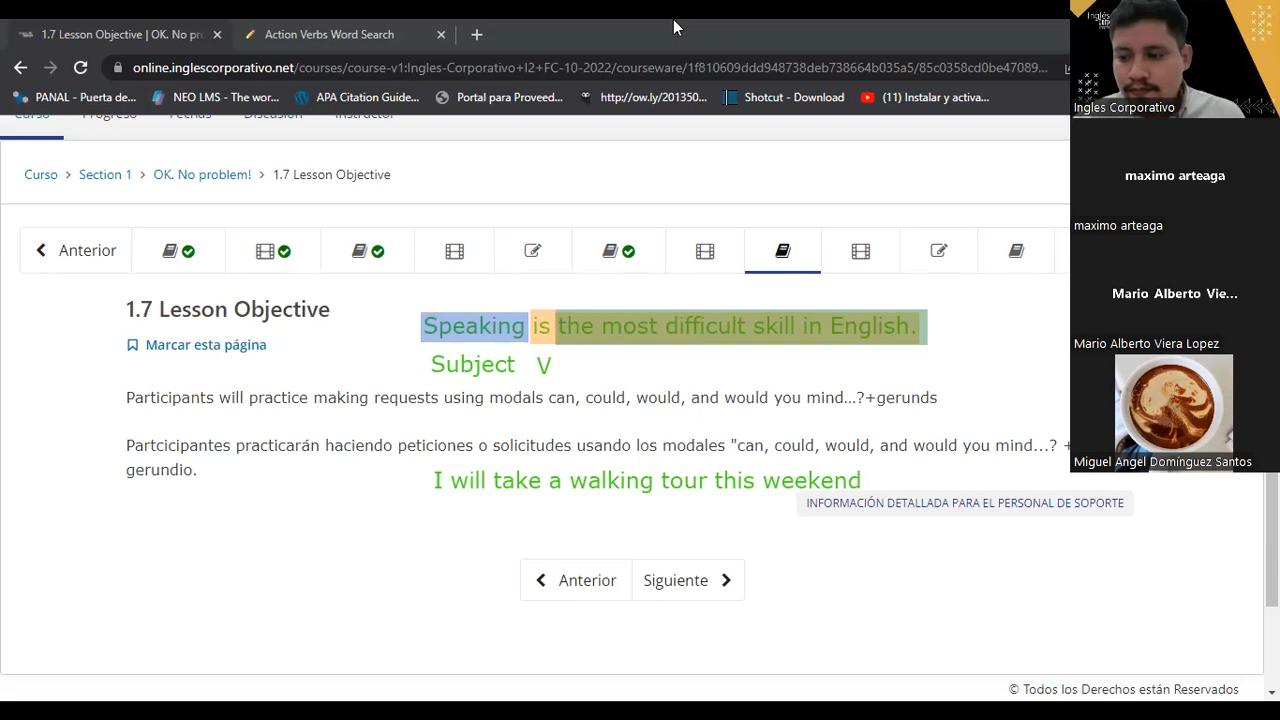 1.7 Lesson Objective | OK. No pro
Action Verbs Word Search
online.inglescorporativo.net/courses/course-v1:Ingles-Corporativo+I2+FC-10-2022/courseware/1f810609ddd948738deb738664b035a5/85c0358cd0be47089...
PANAL - Puerta de...
NEO LMS - The wor...
APA Citation Guide...
Portal para Proveed...
http://ow.ly/201350...
Shotcut - Download
(11) Instalar y activa...
Curso
Progreso
Fechas
Discusión
Instructor
Curso > Section 1 > OK. No problem! > 1.7 Lesson Objective
Anterior
1.7 Lesson Objective
Marcar esta página
Speaking is the most difficult skill in English.
Subject V
Participants will practice making requests using modals can, could, would, and would you mind...?+gerunds
Partcicipantes practicarán haciendo peticiones o solicitudes usando los modales "can, could, would, and would you mind...? +
gerundio.
I will take a walking tour this weekend
INFORMACIÓN DETALLADA PARA EL PERSONAL DE SOPORTE
Anterior
Siguiente
© Todos los Derechos están Reservados
Ingles Corporativo
maximo arteaga
maximo arteaga
Mario Alberto Vie...
Mario Alberto Viera Lopez
Miguel Angel Domínguez Santos